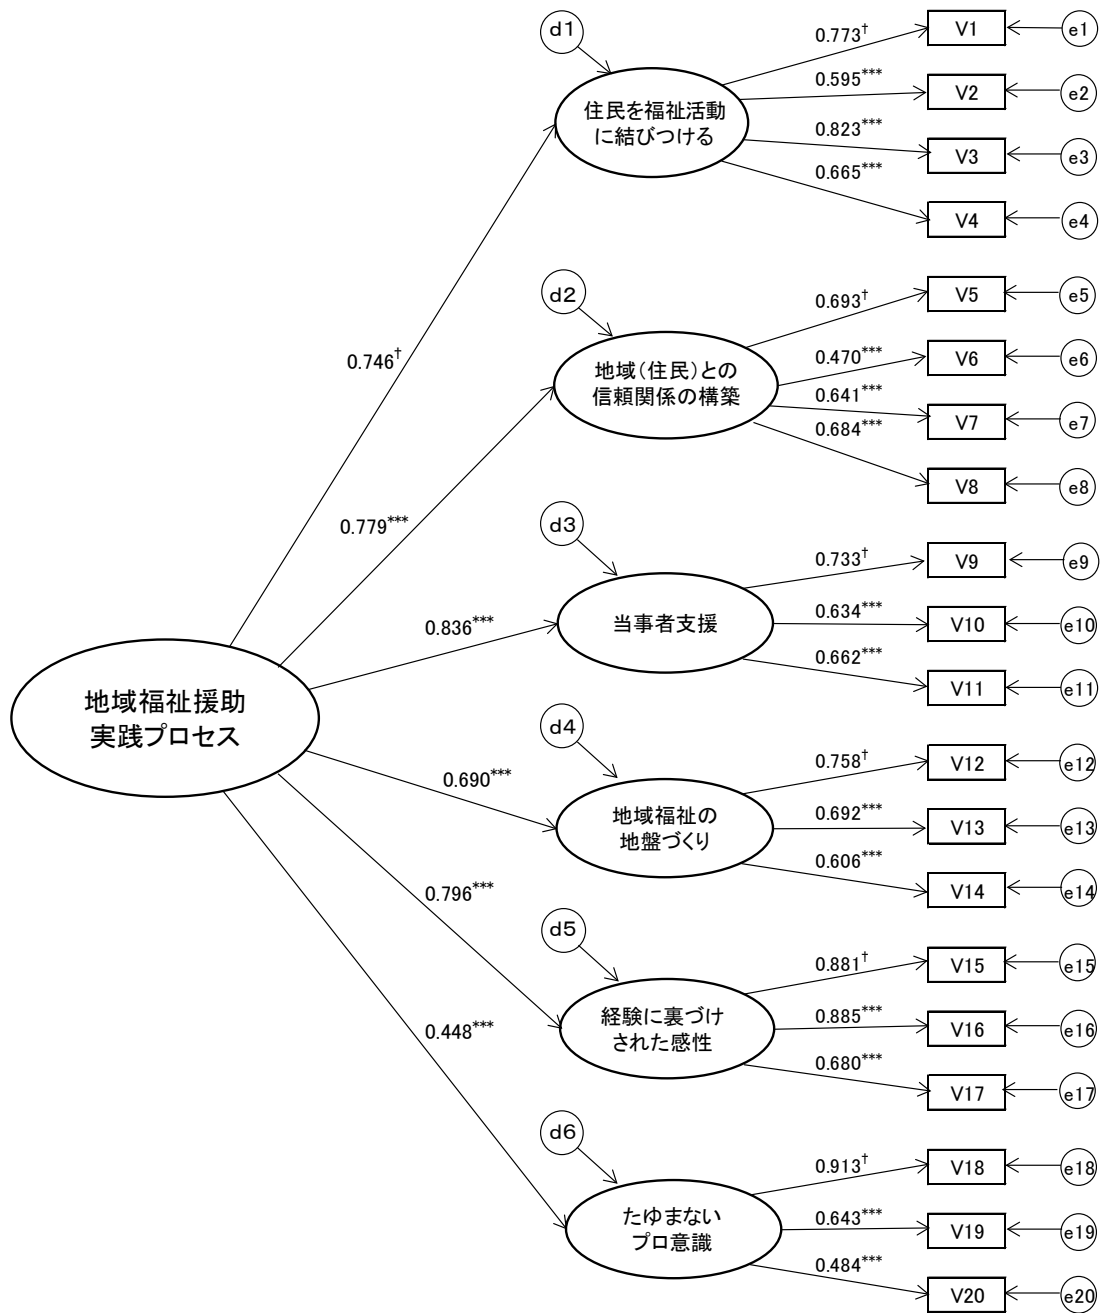 d1
住民を福祉活動
に結びつける
0.773†
V1
e1
0.595***
V2
e2
0.823***
V3
e3
0.665***
V4
e4
0.746†
d2
地域(住民)との
信頼関係の構築
0.693†
V5
e5
0.470***
V6
e6
0.641***
V7
e7
0.684***
V8
e8
0.779***
d3
当事者支援
0.733†
V9
e9
0.634***
V10
e10
0.662***
V11
e11
0.836***
地域福祉援助
実践プロセス
d4
地域福祉の
地盤づくり
0.758†
V12
e12
0.692***
V13
e13
0.606***
V14
e14
0.690***
d5
経験に裏づけ
された感性
0.881†
V15
e15
0.885***
V16
e16
0.680***
V17
e17
0.796***
d6
たゆまない
プロ意識
0.913†
V18
e18
0.643***
V19
e19
0.484***
V20
e20
0.448***